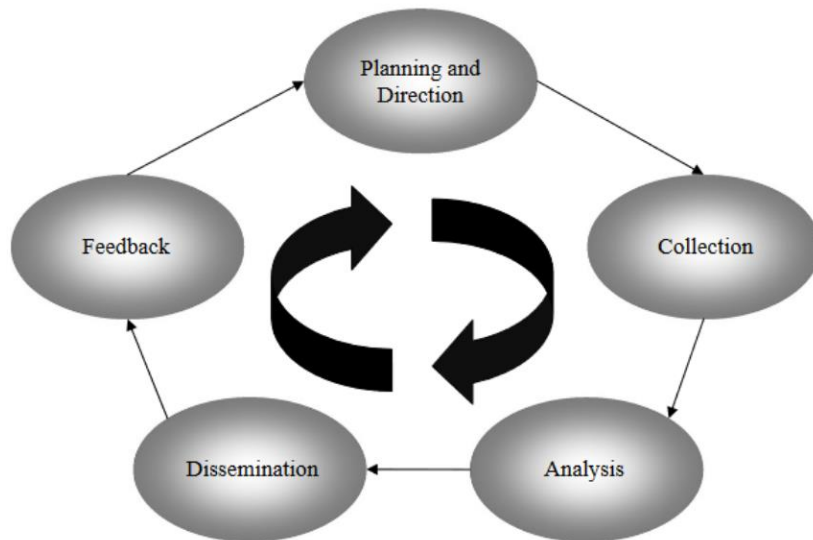 Planning and
Direction
Collection
Analysis
Dissemination
Feedback